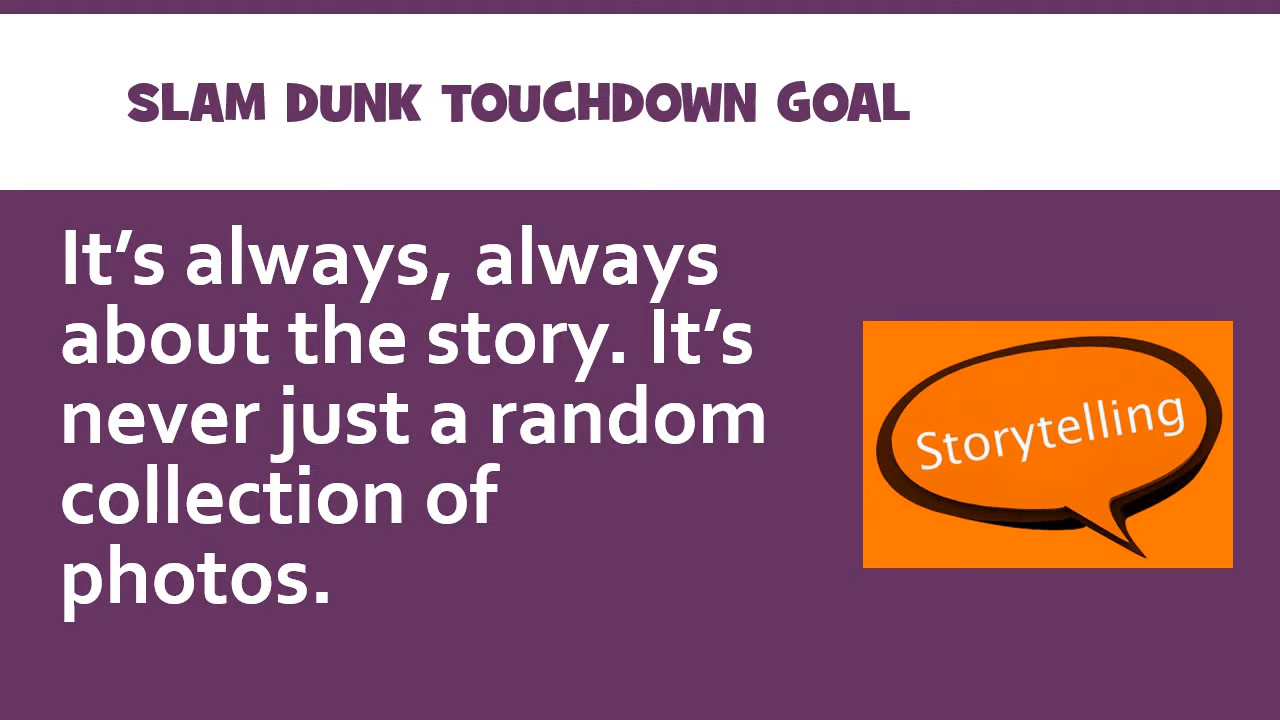 SLAM DUNK TOUCHDOWN GOAL
It’s always, always
about the story. It’s
never just a random
collection of
photos.
Storytelling